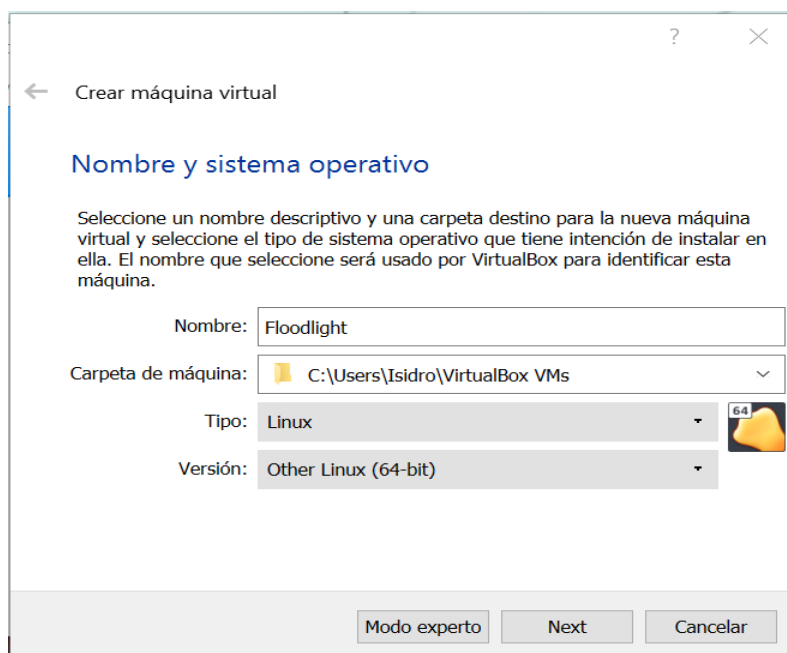 ?
Crear máquina virtual
Nombre y sistema operativo
Seleccione un nombre descriptivo y una carpeta destino para la nueva máquina
virtual y seleccione el tipo de sistema operativo que tiene intención de instalar en
ella. El nombre que seleccione será usado por VirtualBox para identificar esta
máquina.
Nombre: Floodlight
Carpeta de máquina: C:\Users\Isidro\VirtualBox VMs
Tipo: Linux
64
Versión: Other Linux (64-bit)
Modo experto Next Cancelar